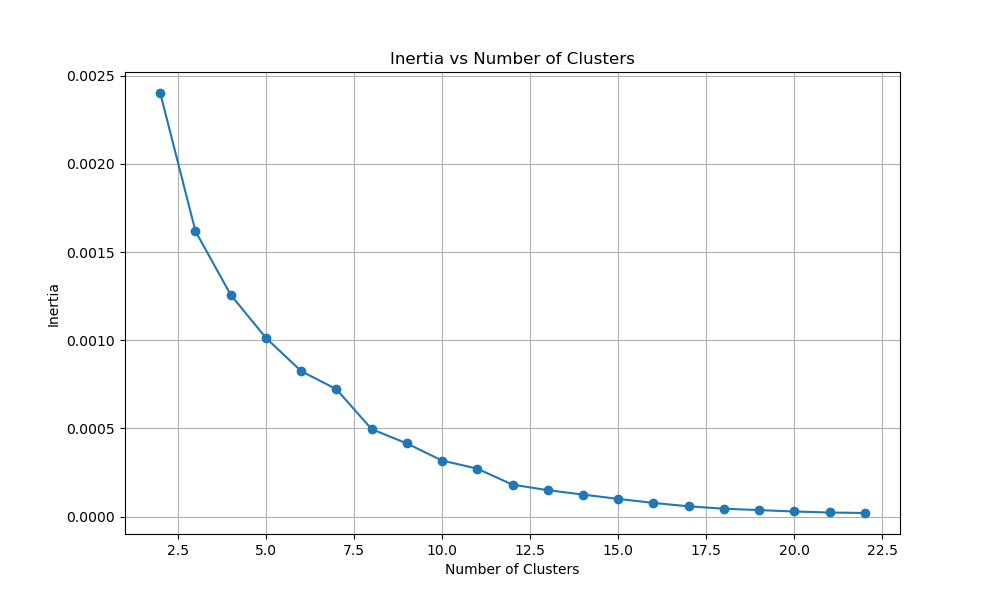 Inertia vs Number of Clusters
0.0025
0.0020
0.0015
0.0010
0.0005
0.0000
Inertia
2.5 5.0 7.5 10.0 12.5 15.0 17.5 20.0 22.5
Number of Clusters